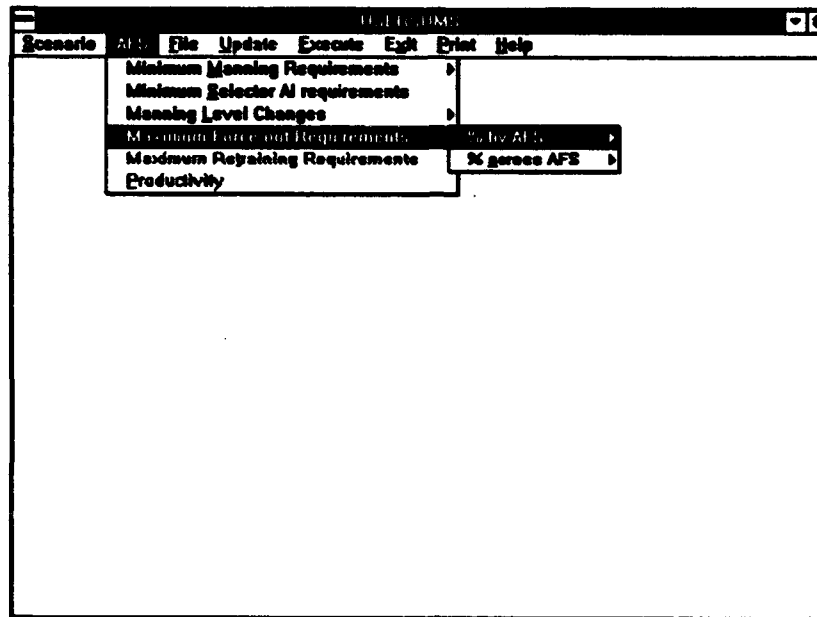 Scenario AFS File Update Execute Exit Print Help
Minimum Manning Requirements
Minimum Selector AI requirements
Manning Level Changes
Maximum Force-out Requirements % by AFS
Maximum Retraining Requirements % across AFS
Productivity